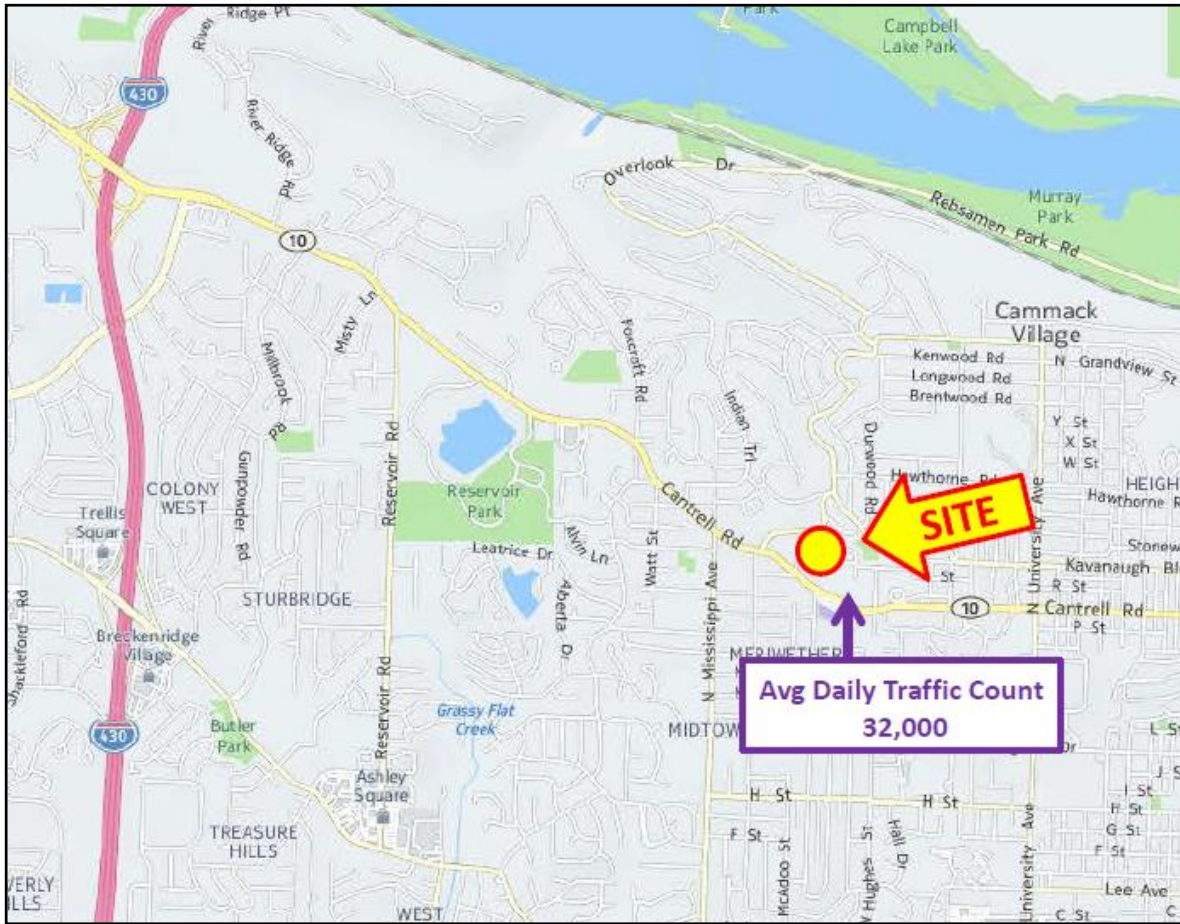 Ridge Pt
River
Park
Campbell
Lake Park
430
River Ridge Rd
Overlook Dr
Murray
Park
Rebsamen Park Rd
10
Misty Ln
Cammack
Village
Millbrook Rd
Foxcroft Rd
Kenwood Rd
N Grandview St
Longwood Rd
Brentwood Rd
Indian Trl
Durwood Rd
Y St
X St
W St
Reservoir Rd
Gunpowder Rd
COLONY
WEST
Reservoir
Park
Cantrell Rd
Hawthorne Rd
SITE
HEIGHT
Hawthorne R
N University Ave
Trellis
Square
Leatrice Dr
Alvin Ln
Watt St
Stonew
Kavanaugh Bl
St
R St
STURBRIDGE
Alberta Dr
N Mississippi Ave
10
Cantrell Rd
P St
Shackleford Rd
Breckenridge
Village
Reservoir Rd
MERIWETHER
Avg Daily Traffic Count
32,000
Grassy Flat
Creek
MIDTOW
Dr
L St
430
Butler
Park
Ashley
Square
J S
I St
H St
H St
H St
TREASURE
HILLS
F St
McAdoo St
Hughes St
Hall Dr
University Ave
G St
F St
Lee Ave
VERLY
ILLS
WEST
C St
C